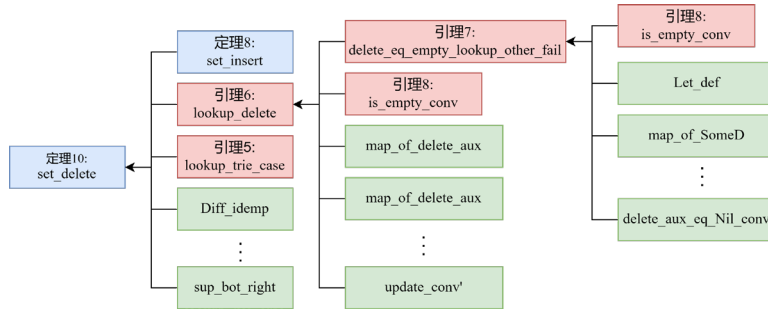 定理10:
set_delete
定理8:
set_insert
引理6:
lookup_delete
引理5:
lookup_trie_case
Diff_idemp
⋮
sup_bot_right
引理7:
delete_eq_empty_lookup_other_fail
引理8:
is_empty_conv
map_of_delete_aux
map_of_delete_aux
⋮
update_conv'
引理8:
is_empty_conv
Let_def
map_of_SomeD
⋮
delete_aux_eq_Nil_conv